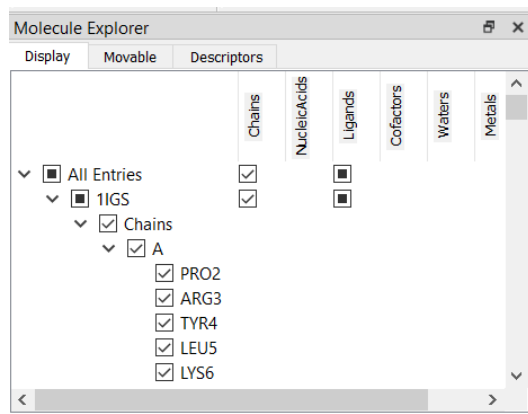 Molecule Explorer
Display Movable Descriptors
Chains NucleicAcids Ligands Cofactors Waters Metals
All Entries
1IGS
Chains
A
PRO2
ARG3
TYR4
LEU5
LYS6